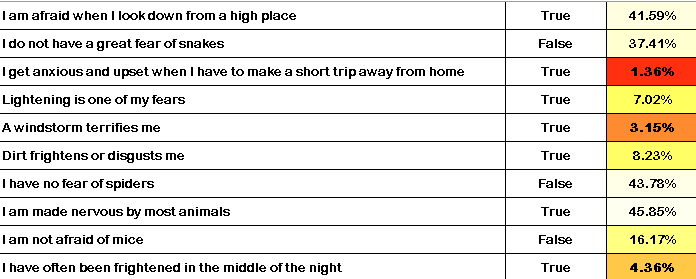 I am afraid when I look down from a high place True 41.59%
I do not have a great fear of snakes False 37.41%
I get anxious and upset when I have to make a short trip away from home True 1.36%
Lightening is one of my fears True 7.02%
A windstorm terrifies me True 3.15%
Dirt frightens or disgusts me True 8.23%
I have no fear of spiders False 43.78%
I am made nervous by most animals True 45.85%
I am not afraid of mice False 16.17%
I have often been frightened in the middle of the night True 4.36%